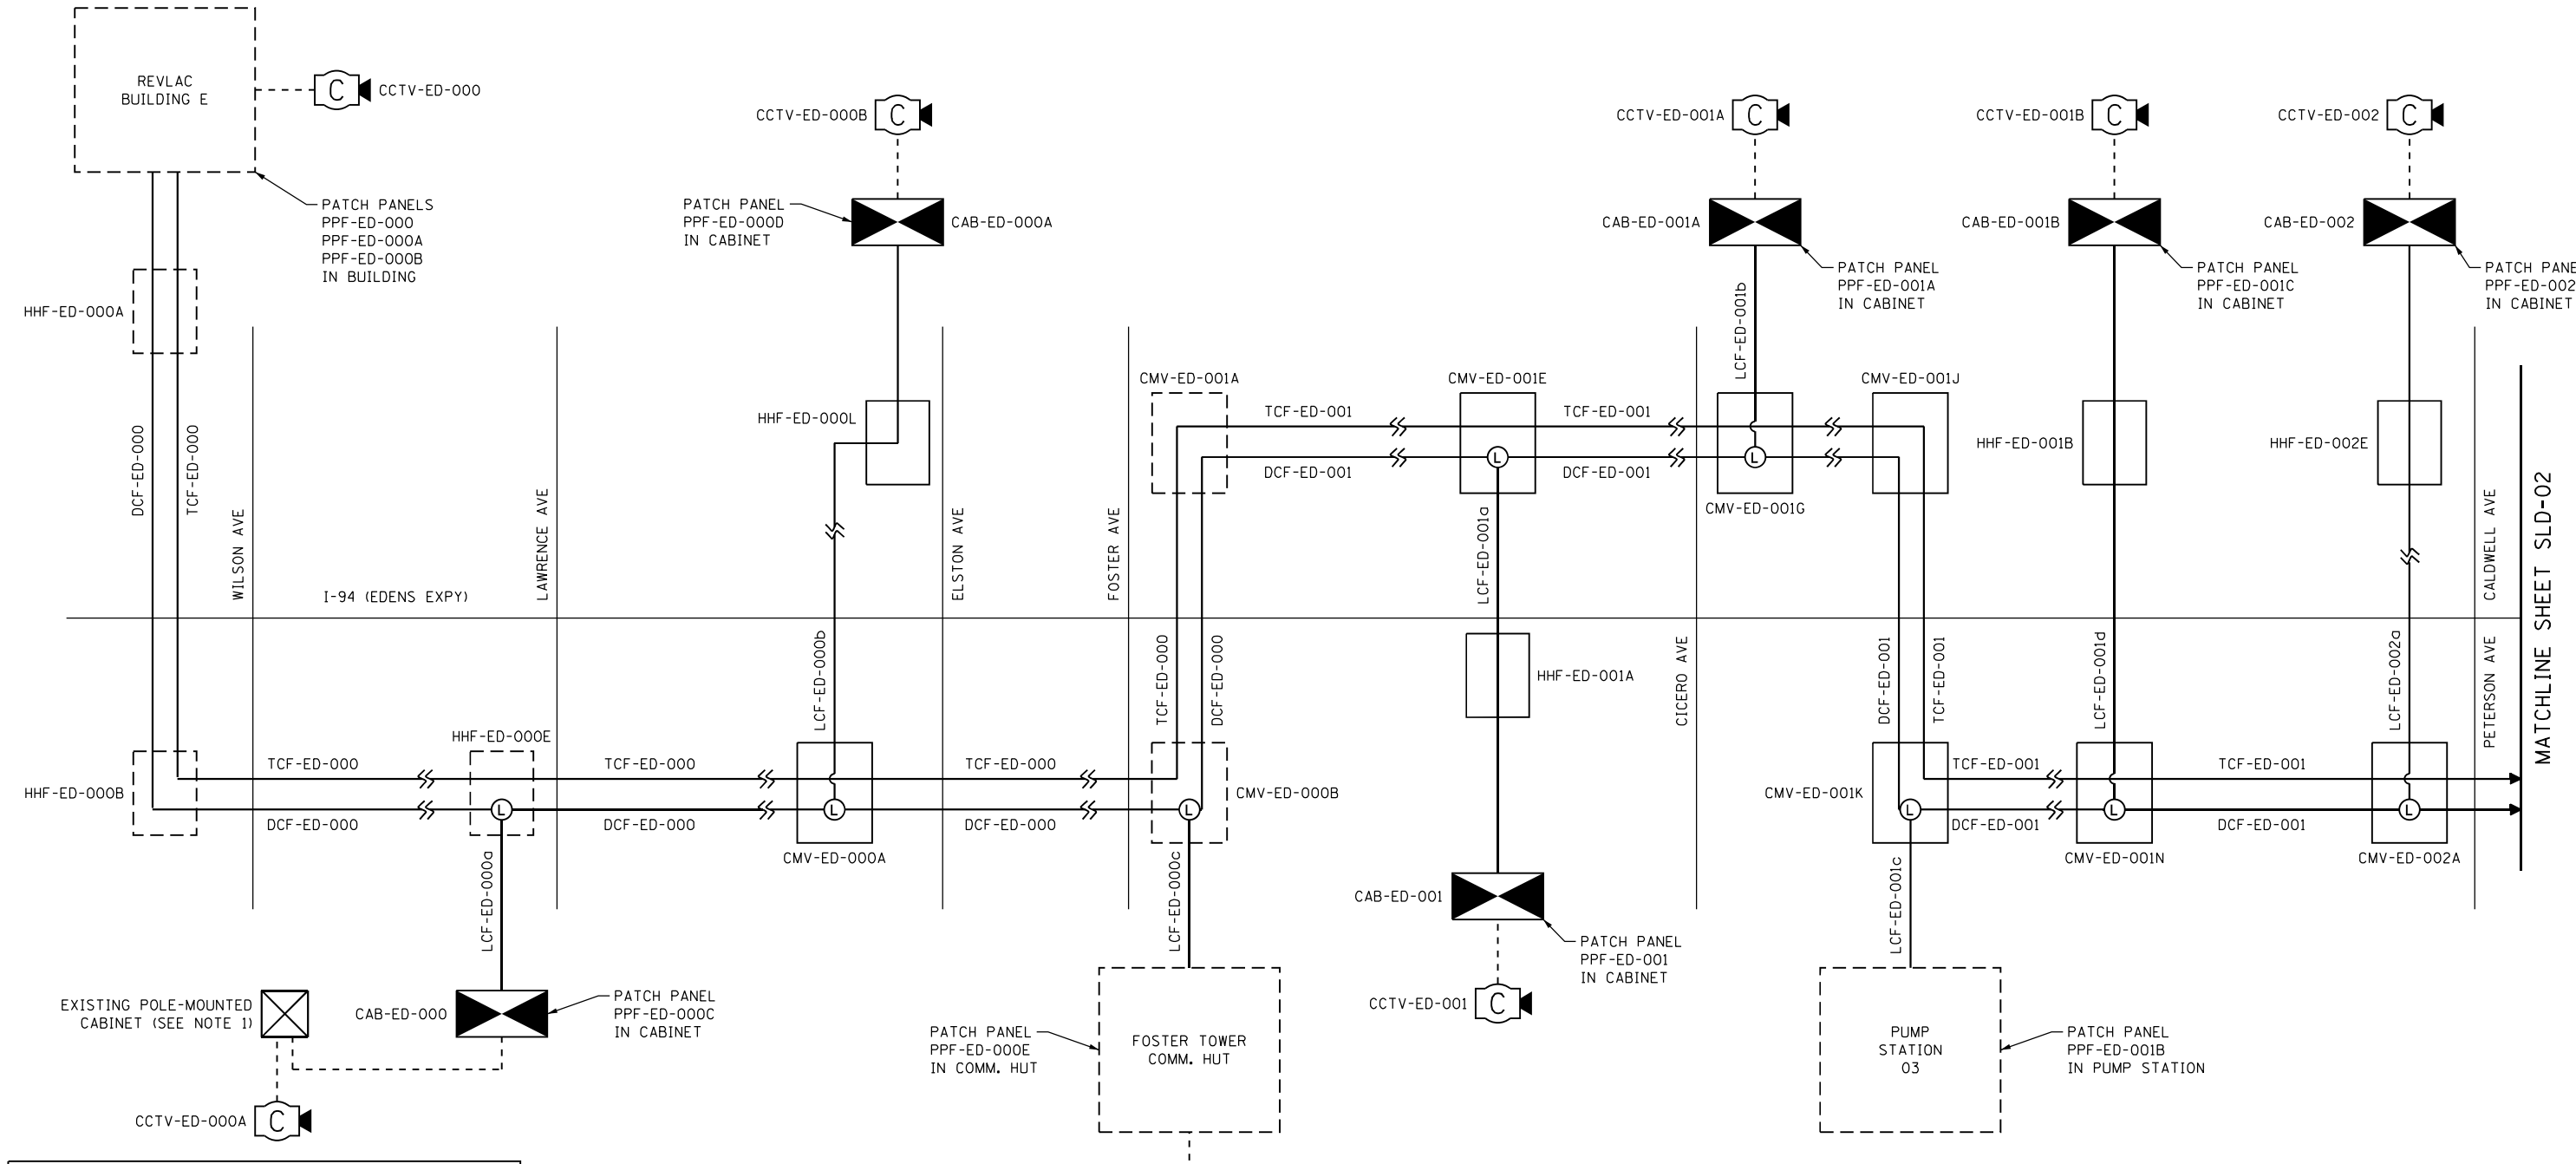 REVLAC
BUILDING E
C
CCTV-ED-000
PATCH PANELS
PPF-ED-000
PPF-ED-000A
PPF-ED-000B
IN BUILDING
HHF-ED-000A
DCF-ED-000
TCF-ED-000
WILSON AVE
I-94 (EDENS EXPY)
LAWRENCE AVE
CCTV-ED-000B
C
PATCH PANEL
PPF-ED-000D
IN CABINET
CAB-ED-000A
HHF-ED-000L
LCF-ED-000b
ELSTON AVE
FOSTER AVE
CMV-ED-001A
TCF-ED-001
DCF-ED-001
CMV-ED-001E
L
TCF-ED-001
DCF-ED-001
LCF-ED-001a
CCTV-ED-001A
C
CAB-ED-001A
PATCH PANEL
PPF-ED-001A
IN CABINET
LCF-ED-001b
L
CMV-ED-001G
CMV-ED-001J
CCTV-ED-001B
C
CAB-ED-001B
PATCH PANEL
PPF-ED-001C
IN CABINET
HHF-ED-001B
CCTV-ED-002
C
CAB-ED-002
PATCH PANE
PPF-ED-002
IN CABINET
HHF-ED-002E
CALDWELL AVE
MATCHLINE SHEET SLD-02
HHF-ED-000B
TCF-ED-000
DCF-ED-000
HHF-ED-000E
L
TCF-ED-000
DCF-ED-000
L
CMV-ED-000A
TCF-ED-000
DCF-ED-000
TCF-ED-000
DCF-ED-000
L
CMV-ED-000B
HHF-ED-001A
CICERO AVE
DCF-ED-001
TCF-ED-001
CMV-ED-001K
L
TCF-ED-001
DCF-ED-001
LCF-ED-001d
L
CMV-ED-001N
TCF-ED-001
DCF-ED-001
LCF-ED-002a
L
CMV-ED-002A
PETERSON AVE
LCF-ED-000a
EXISTING POLE-MOUNTED
CABINET (SEE NOTE 1)
CAB-ED-000
PATCH PANEL
PPF-ED-000C
IN CABINET
CCTV-ED-000A
C
LCF-ED-000c
PATCH PANEL
PPF-ED-000E
IN COMM. HUT
FOSTER TOWER
COMM. HUT
CAB-ED-001
PATCH PANEL
PPF-ED-001
IN CABINET
CCTV-ED-001
C
LCF-ED-001c
PUMP
STATION
03
PATCH PANEL
PPF-ED-001B
IN PUMP STATION